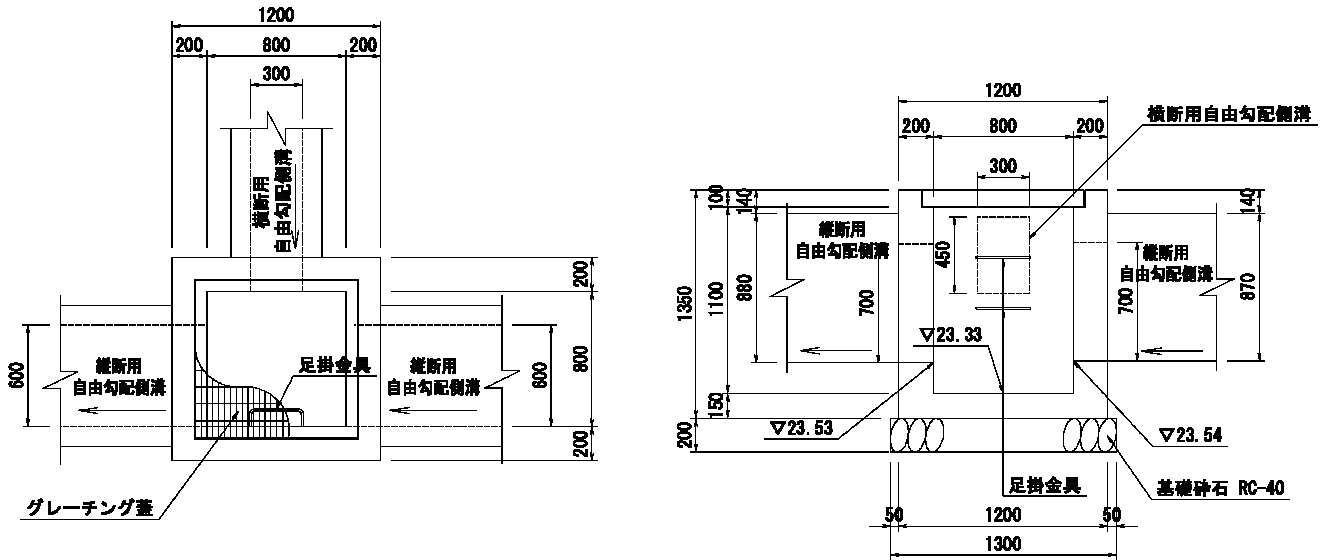 1200
200
800
200
300
横断用
自由勾配側溝
200
800
200
600
600
縦断用
自由勾配側溝
足掛金具
縦断用
自由勾配側溝
グレーチング蓋
1200
200
800
200
横断用自由勾配側溝
300
100
140
140
縦断用
自由勾配側溝
縦断用
自由勾配側溝
450
1350
1100
880
700
700
870
▽23.33
150
200
▽23.53
▽23.54
足掛金具
基礎砕石 RC-40
50
1200
50
1300